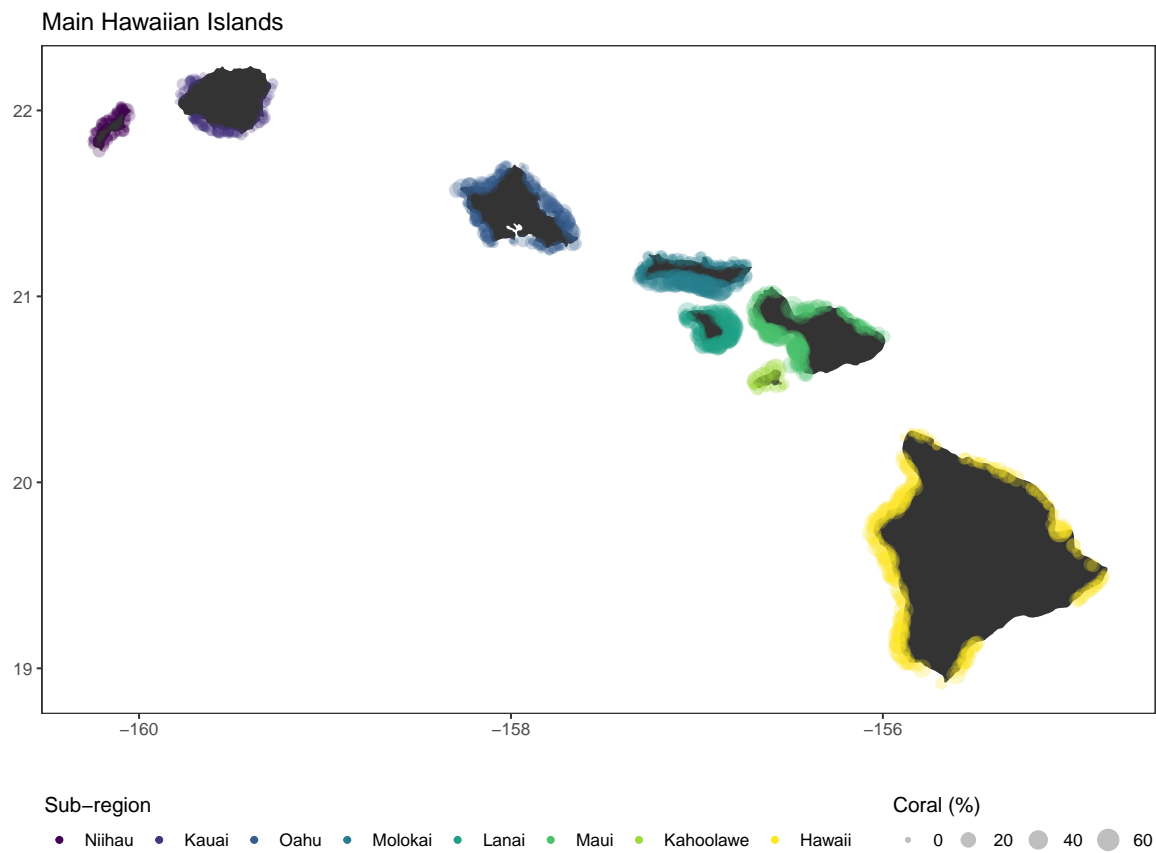 Main Hawaiian Islands
22
21
20
19
−160 −158 −156
Sub−region Coral (%)
Niihau Kauai Oahu Molokai Lanai Maui Kahoolawe Hawaii 0 20 40 60